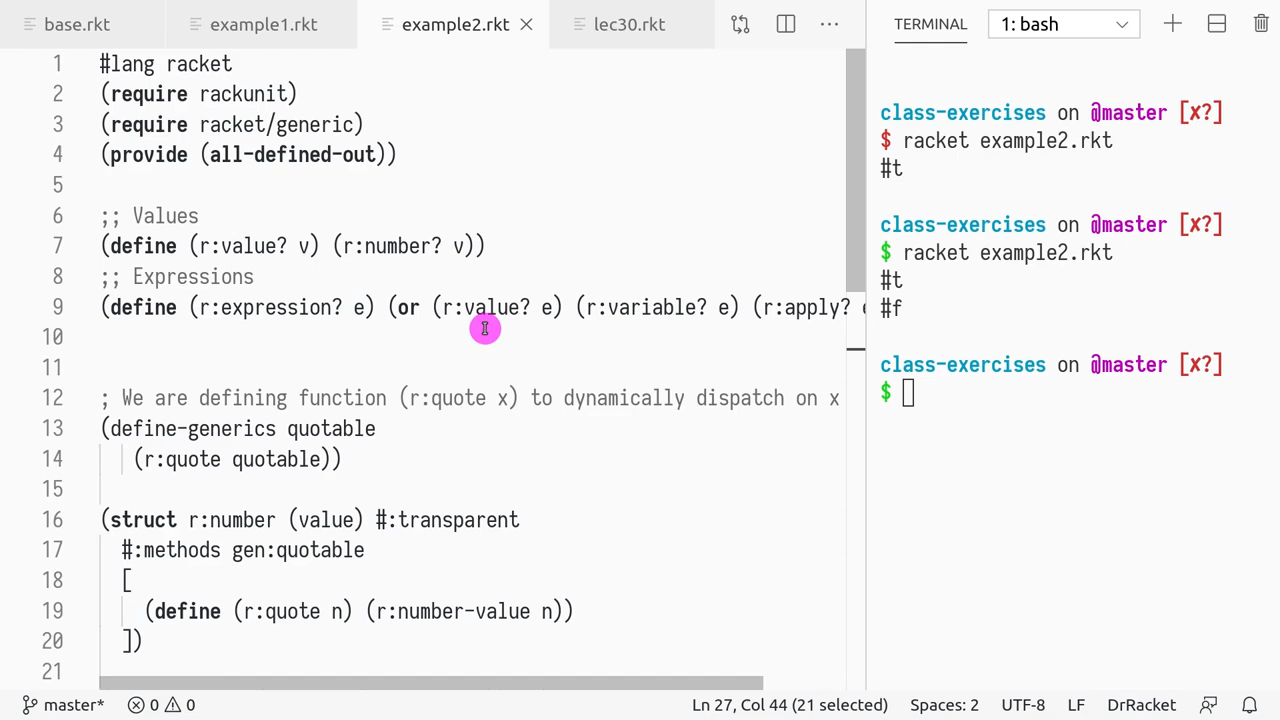 base.rkt example1.rkt example2.rkt lec30.rkt ···
TERMINAL 1: bash
1 #lang racket
2 (require rackunit)
3 (require racket/generic)
4 (provide (all-defined-out))
5
6 ;; Values
7 (define (r:value? v) (r:number? v))
8 ;; Expressions
9 (define (r:expression? e) (or (r:value? e) (r:variable? e) (r:apply? e
10
11
12 ; We are defining function (r:quote x) to dynamically dispatch on x
13 (define-generics quotable
14 (r:quote quotable))
15
16 (struct r:number (value) #:transparent
17 #:methods gen:quotable
18 [
19 (define (r:quote n) (r:number-value n))
20 ])
21
class-exercises on @master [✘?]
$ racket example2.rkt
#t
class-exercises on @master [✘?]
$ racket example2.rkt
#t
#f
class-exercises on @master [✘?]
$
master* 0 0 Ln 27, Col 44 (21 selected) Spaces: 2 UTF-8 LF DrRacket